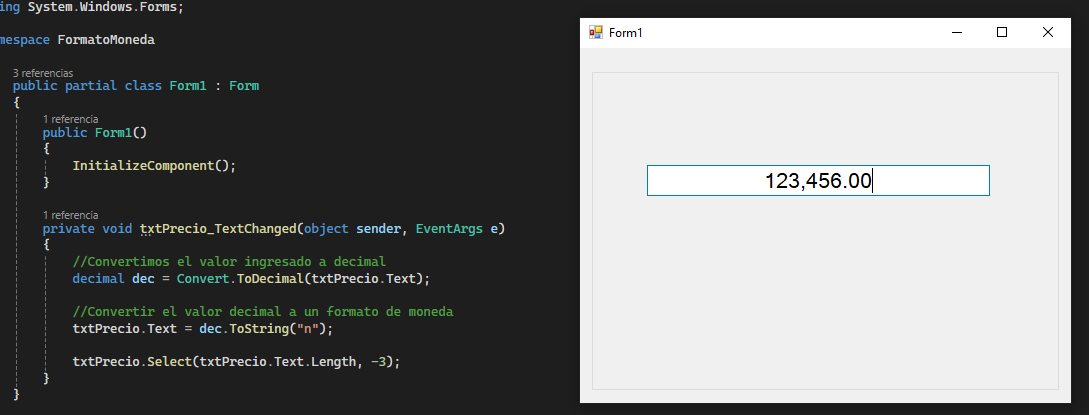 ing System.Windows.Forms;
mespace FormatoMoneda
3 referencias
public partial class Form1 : Form
{
1 referencia
public Form1()
{
InitializeComponent();
}
1 referencia
private void txtPrecio_TextChanged(object sender, EventArgs e)
{
//Convertimos el valor ingresado a decimal
decimal dec = Convert.ToDecimal(txtPrecio.Text);
//Convertir el valor decimal a un formato de moneda
txtPrecio.Text = dec.ToString("n");
txtPrecio.Select(txtPrecio.Text.Length, -3);
}
}
Form1
123,456.00